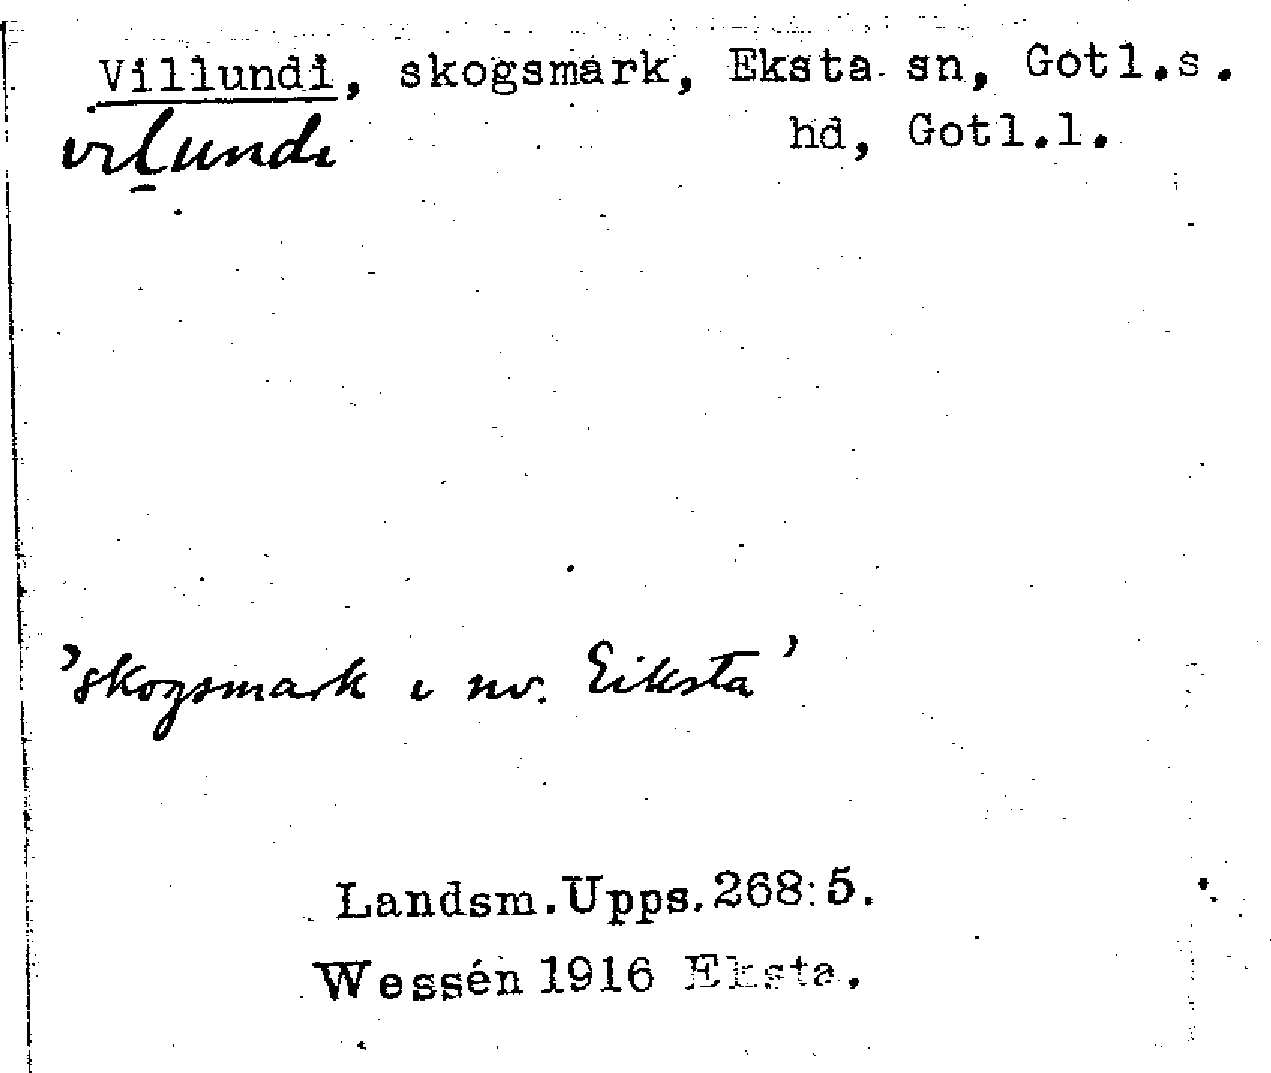 Villundi, skogsmark, Eksta sn, Gotl.s.
hd, Gotl.l.
vilundi
'skogsmark i nv. Eiksta'
Landsm.Upps.268:5.
Wessén 1916 Eksta.